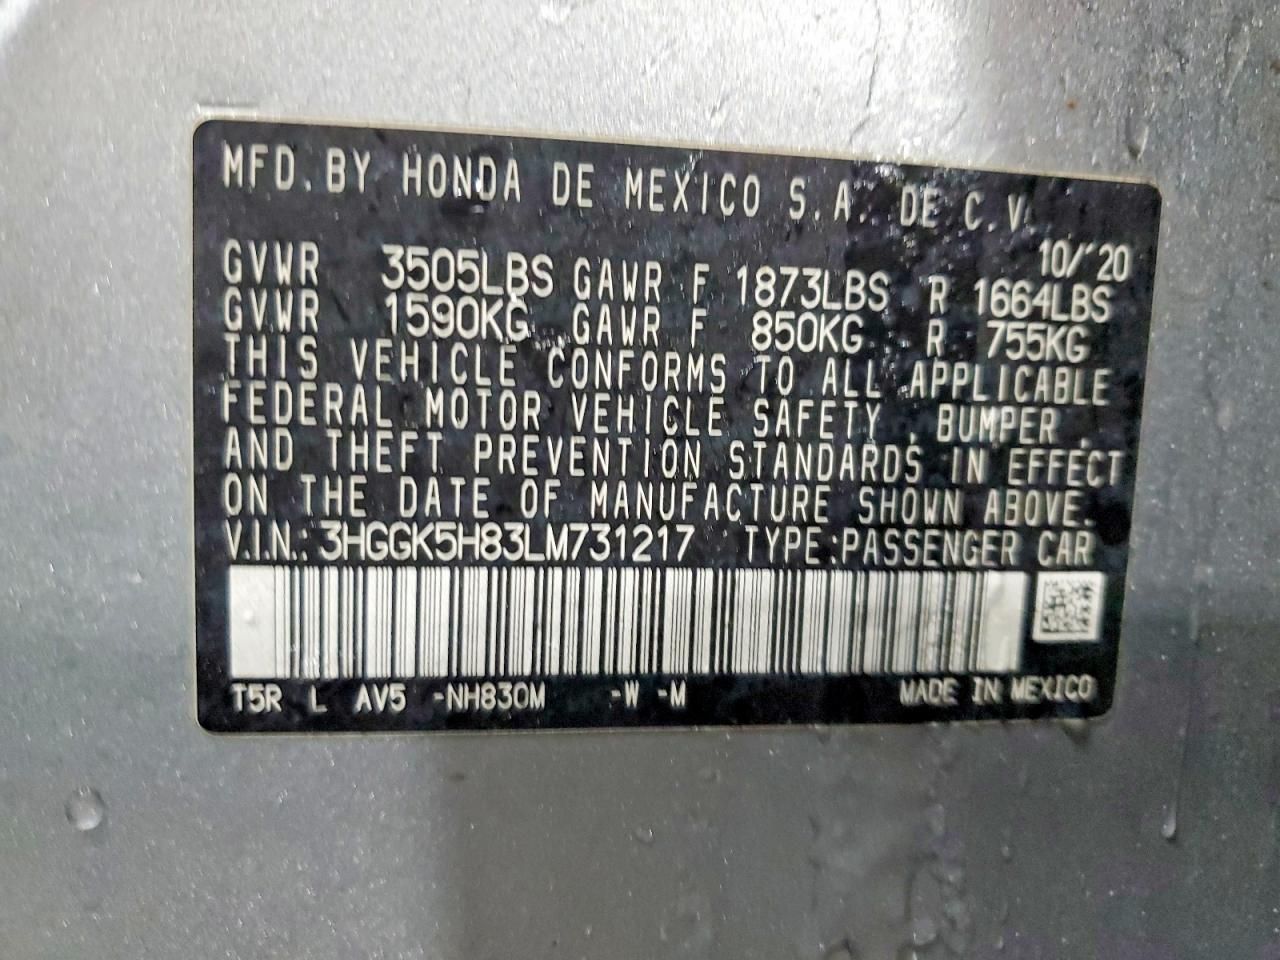 MFD. BY HONDA DE MEXICO S.A. DE C.V.
10/'20
GVWR 3505LBS GAWR F 1873LBS R 1664LBS
GVWR 1590KG GAWR F 850KG R 755KG
THIS VEHICLE CONFORMS TO ALL APPLICABLE
FEDERAL MOTOR VEHICLE SAFETY , BUMPER ,
AND THEFT PREVENTION STANDARDS IN EFFECT
ON THE DATE OF MANUFACTURE SHOWN ABOVE.
V.I.N.: 3HGGK5H83LM731217 TYPE:PASSENGER CAR
T5R L AV5 -NH830M -W -M MADE IN MEXICO